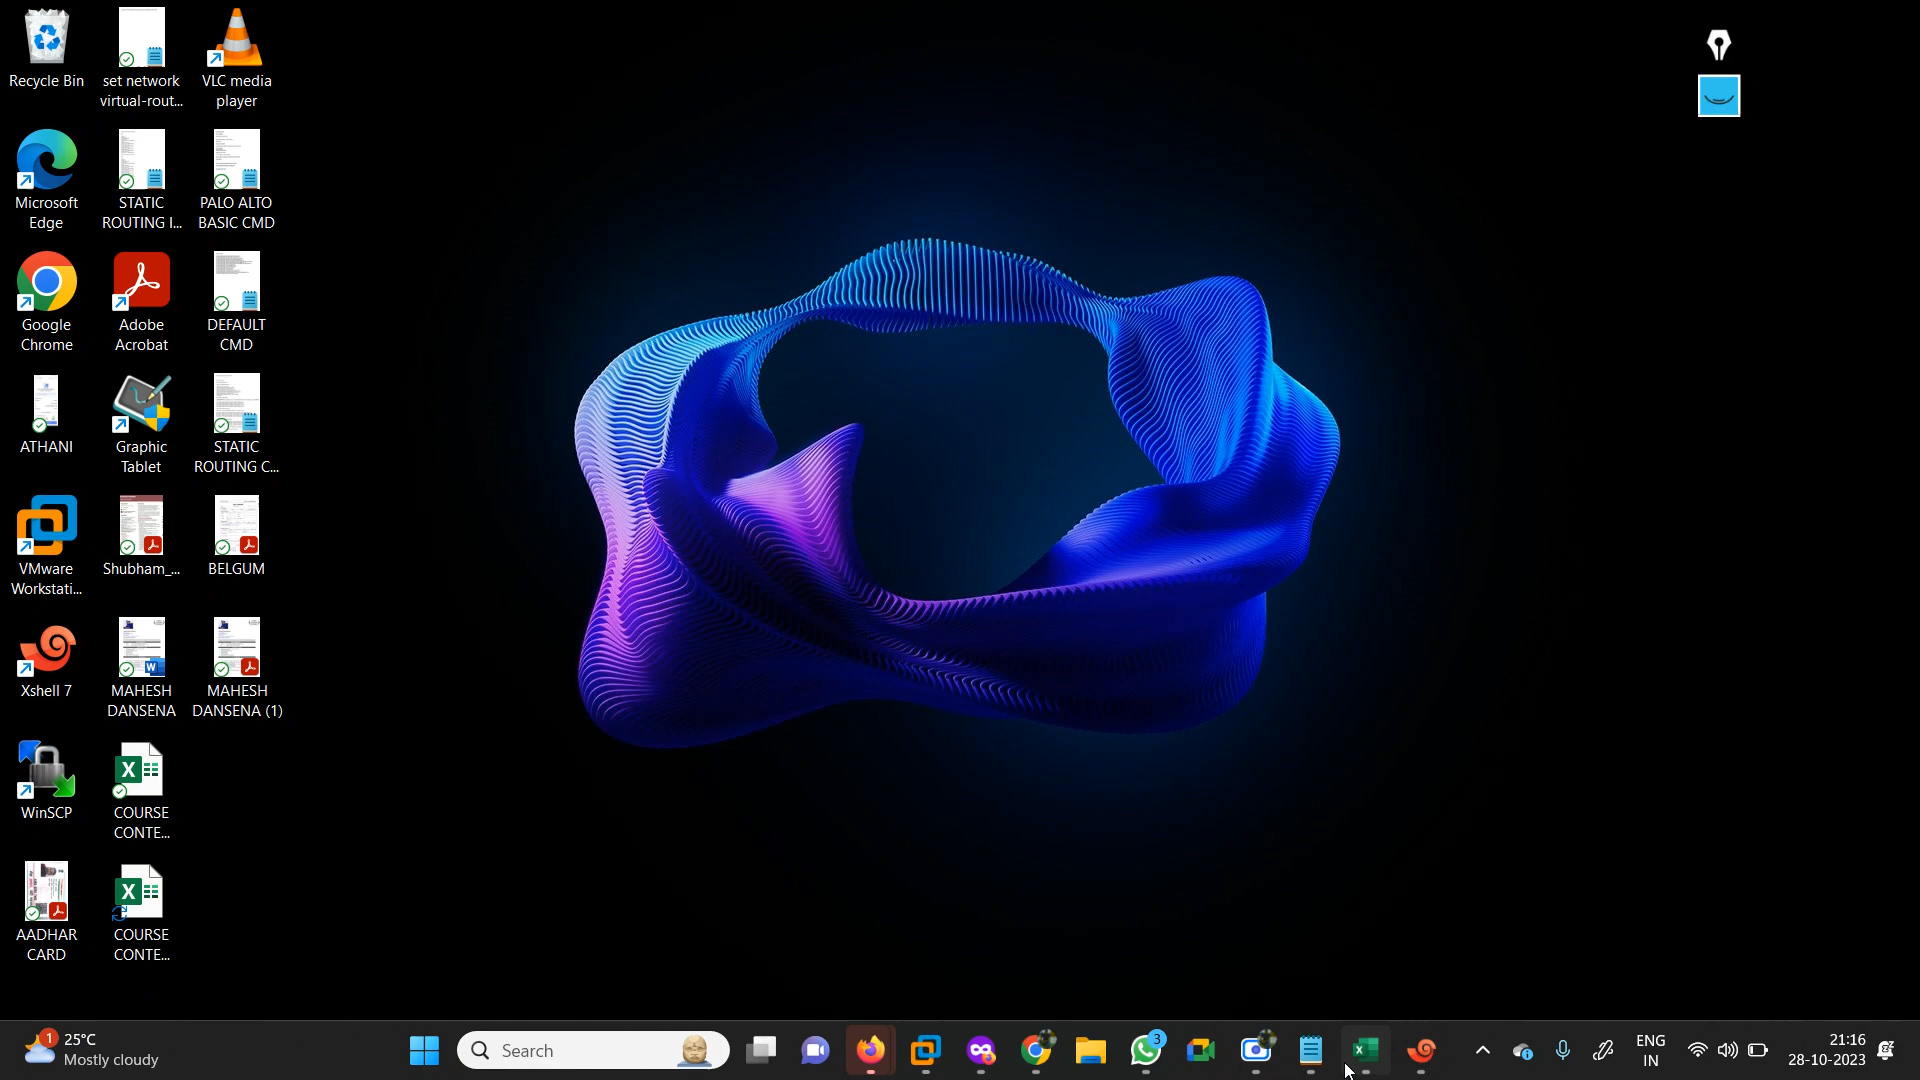 Recycle Bin
set network
virtual-rout...
VLC media
player
Microsoft
Edge
STATIC
ROUTING I...
PALO ALTO
BASIC CMD
Google
Chrome
Adobe
Acrobat
DEFAULT
CMD
ATHANI
Graphic
Tablet
STATIC
ROUTING C...
VMware
Workstati...
Shubham_...
BELGUM
Xshell 7
MAHESH
DANSENA
MAHESH
DANSENA (1)
WinSCP
COURSE
CONTE...
AADHAR
CARD
COURSE
CONTE...
1
25°C
Mostly cloudy
Search
3
ENG
IN
21:16
28-10-2023